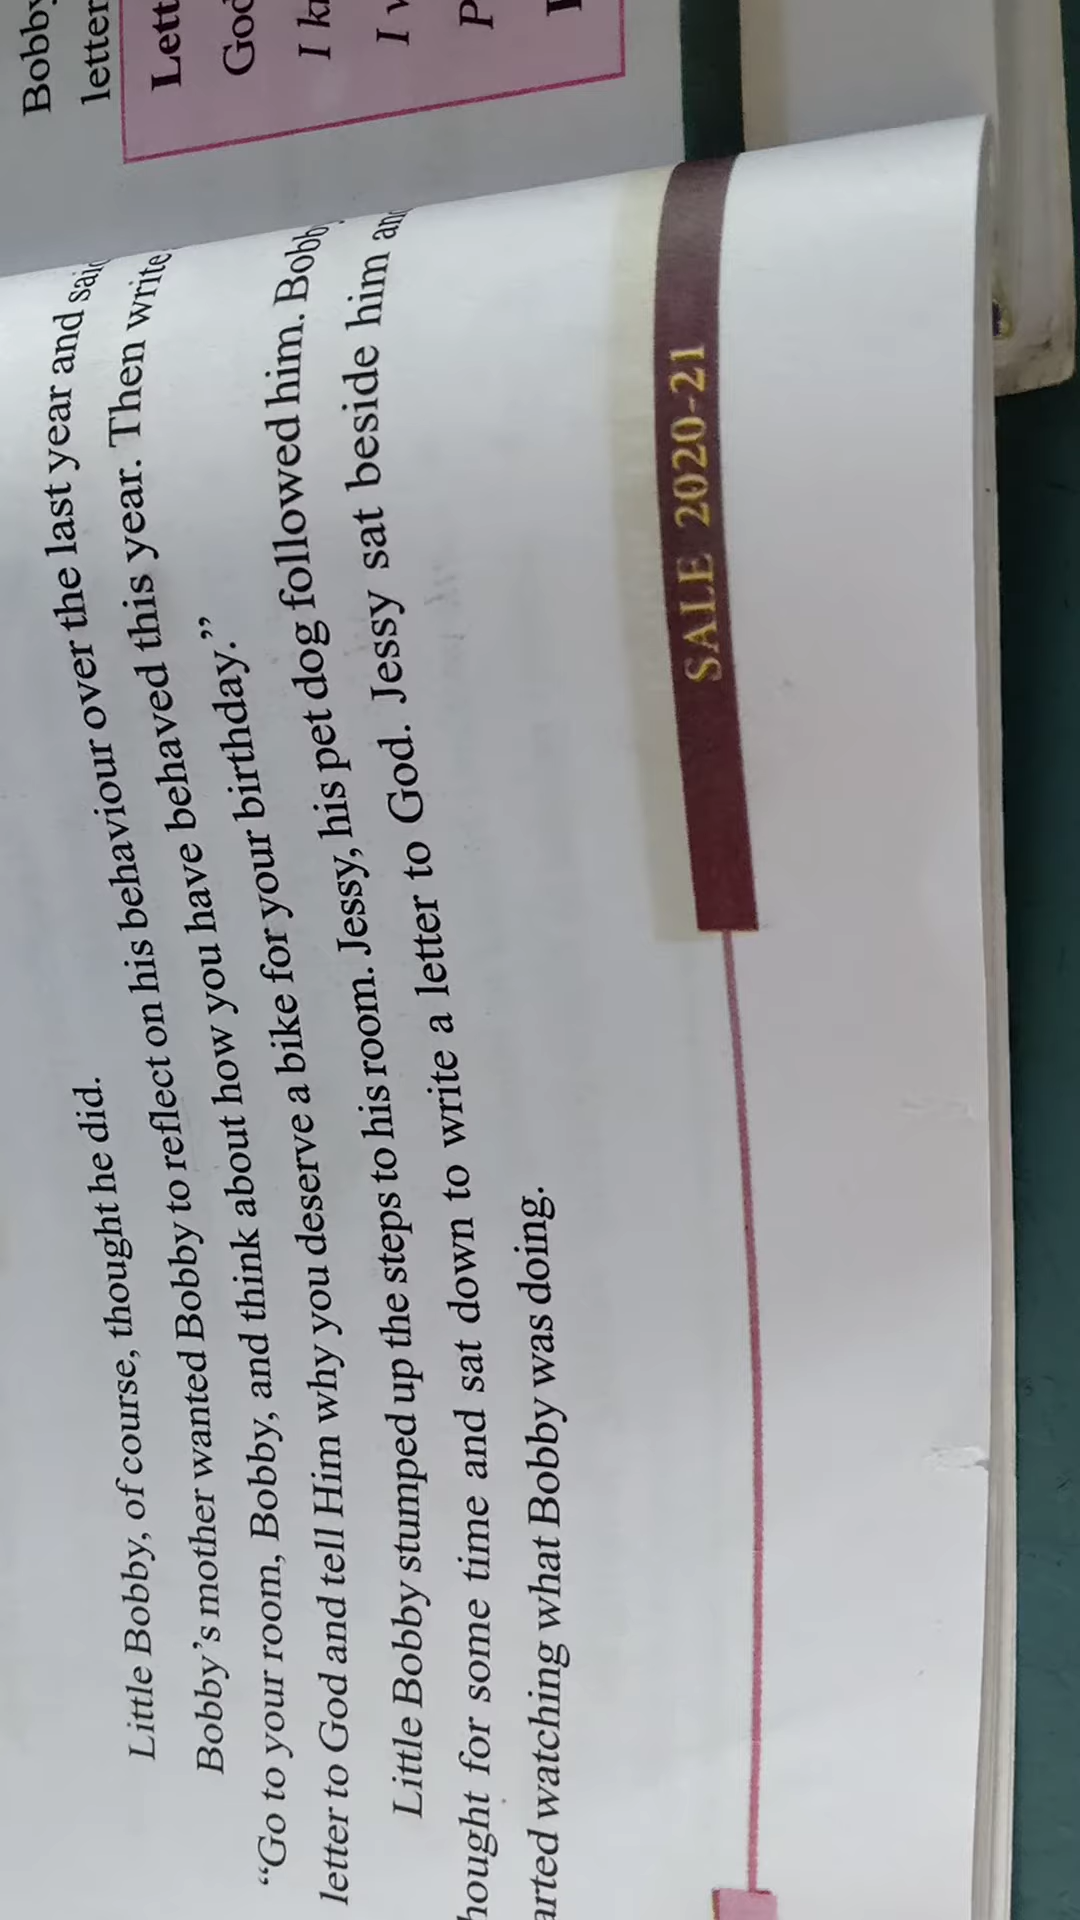 Little Bobby, of course, thought he did.
Bobby's mother wanted Bobby to reflect on his behaviour over the last year and said
“Go to your room, Bobby, and think about how you have behaved this year. Then write
letter to God and tell Him why you deserve a bike for your birthday.”
Little Bobby stumped up the steps to his room. Jessy, his pet dog followed him. Bobby
hought for some time and sat down to write a letter to God. Jessy sat beside him and
arted watching what Bobby was doing.
SALE 2020-21
Bobby
letter
Lett
God
I
I
P